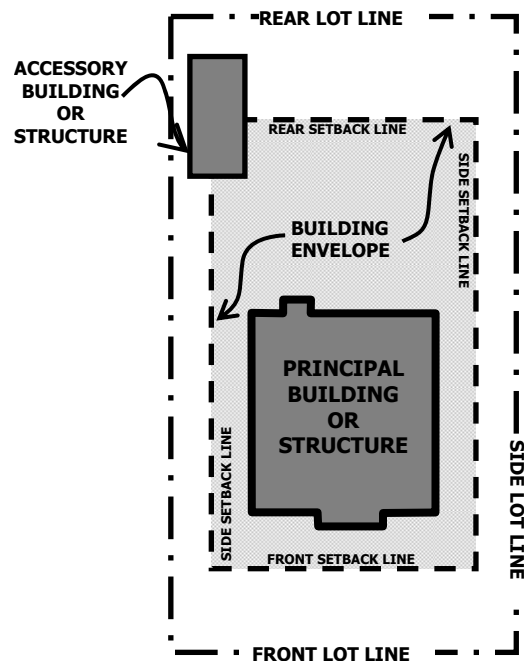 REAR LOT LINE
ACCESSORY
BUILDING
OR
STRUCTURE
REAR SETBACK LINE
SIDE SETBACK LINE
BUILDING
ENVELOPE
PRINCIPAL
BUILDING
OR
STRUCTURE
SIDE SETBACK LINE
SIDE LOT LINE
FRONT SETBACK LINE
FRONT LOT LINE